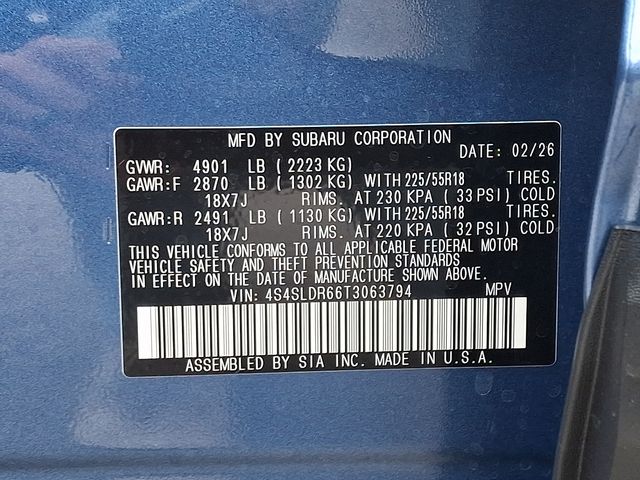 MFD BY SUBARU CORPORATION
DATE: 02/26
GVWR: 4901 LB (2223 KG)
GAWR:F 2870 LB (1302 KG) WITH 225/55R18 TIRES.
18X7J RIMS. AT 230 KPA (33 PSI) COLD
GAWR:R 2491 LB (1130 KG) WITH 225/55R18 TIRES.
18X7J RIMS. AT 220 KPA (32 PSI) COLD
THIS VEHICLE CONFORMS TO ALL APPLICABLE FEDERAL MOTOR
VEHICLE SAFETY AND THEFT PREVENTION STANDARDS
IN EFFECT ON THE DATE OF MANUFACTURE SHOWN ABOVE.
VIN: 4S4SLDR66T3063794 MPV
ASSEMBLED BY SIA INC. MADE IN U.S.A.